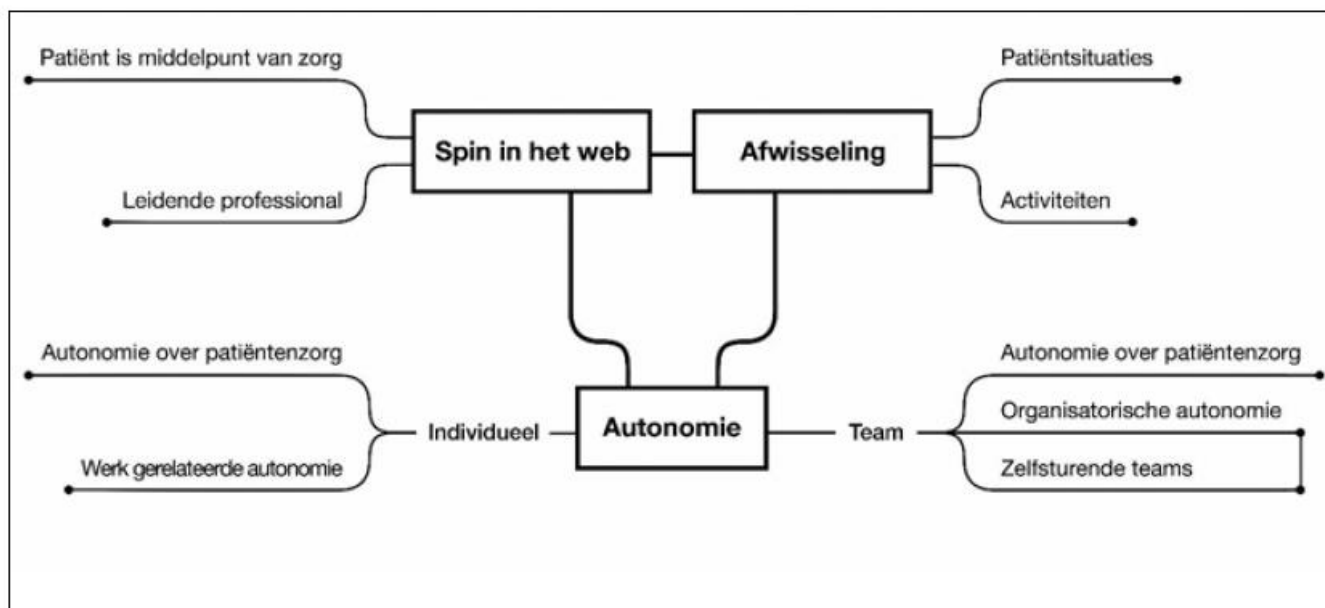 Patiënt is middelpunt van zorg
Leidende professional
Spin in het web
Afwisseling
Patiëntsituaties
Activiteiten
Autonomie over patiëntenzorg
Werk gerelateerde autonomie
Individueel
Autonomie
Team
Autonomie over patiëntenzorg
Organisatorische autonomie
Zelfsturende teams